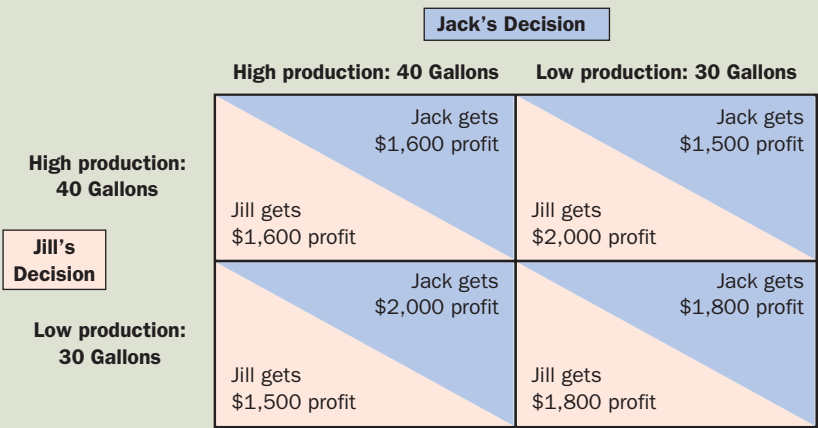 Jack's Decision
High production: 40 Gallons
Low production: 30 Gallons
High production:
40 Gallons
Jack gets
$1,600 profit
Jill gets
$1,600 profit
Jack gets
$1,500 profit
Jill gets
$2,000 profit
Jill's
Decision
Low production:
30 Gallons
Jack gets
$2,000 profit
Jill gets
$1,500 profit
Jack gets
$1,800 profit
Jill gets
$1,800 profit